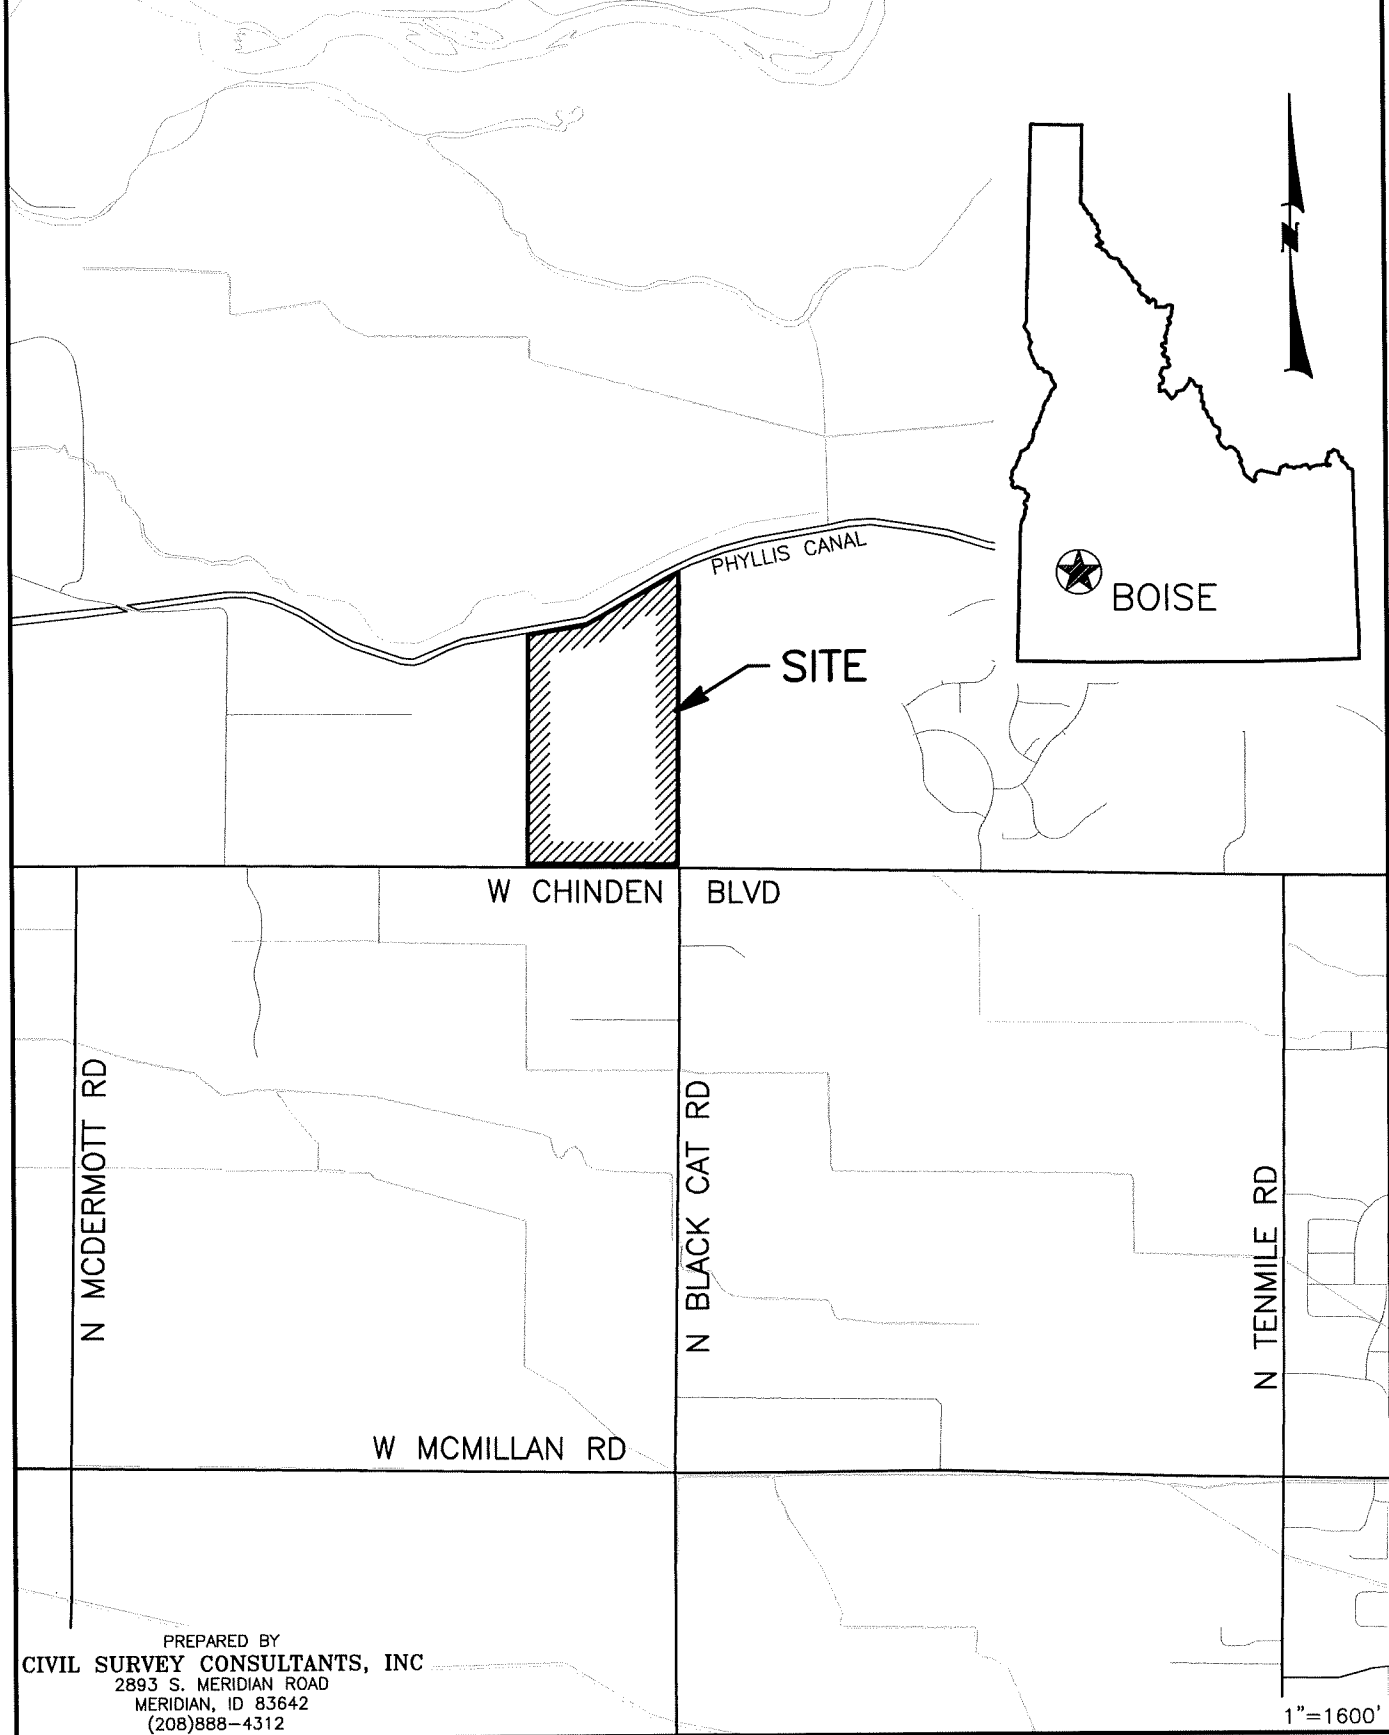 N
PHYLLIS CANAL
BOISE
SITE
W CHINDEN BLVD
N MCDERMOTT RD
N BLACK CAT RD
N TENMILE RD
W MCMILLAN RD
PREPARED BY
CIVIL SURVEY CONSULTANTS, INC
2893 S. MERIDIAN ROAD
MERIDIAN, ID 83642
(208)888-4312
1"=1600'